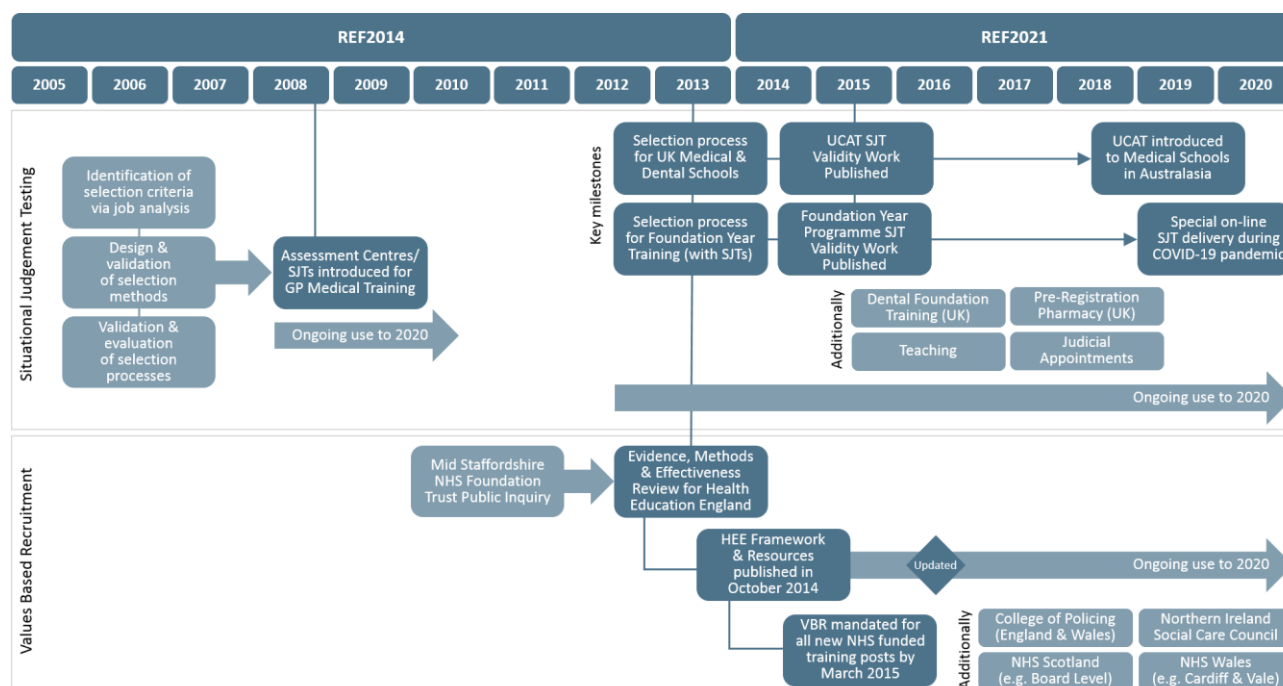 REF2014
REF2021
2005
2006
2007
2008
2009
2010
2011
2012
2013
2014
2015
2016
2017
2018
2019
2020
Situational Judgement Testing
Identification of
selection criteria
via job analysis
Design &
validation
of selection
methods
Validation &
evaluation
of selection
processes
Assessment Centres/
SJTs introduced for
GP Medical Training
Ongoing use to 2020
Key milestones
Selection process
for UK Medical &
Dental Schools
UCAT SJT
Validity Work
Published
UCAT introduced
to Medical Schools
in Australasia
Selection process
for Foundation Year
Training (with SJTs)
Foundation Year
Programme SJT
Validity Work
Published
Special on-line
SJT delivery during
COVID-19 pandemic
Additionally
Dental Foundation
Training (UK)
Pre-Registration
Pharmacy (UK)
Teaching
Judicial
Appointments
Ongoing use to 2020
Values Based Recruitment
Mid Staffordshire
NHS Foundation
Trust Public Inquiry
Evidence, Methods
& Effectiveness
Review for Health
Education England
HEE Framework
& Resources
published in
October 2014
Updated
Ongoing use to 2020
VBR mandated for
all new NHS funded
training posts by
March 2015
Additionally
College of Policing
(England & Wales)
Northern Ireland
Social Care Council
NHS Scotland
(e.g. Board Level)
NHS Wales
(e.g. Cardiff & Vale)